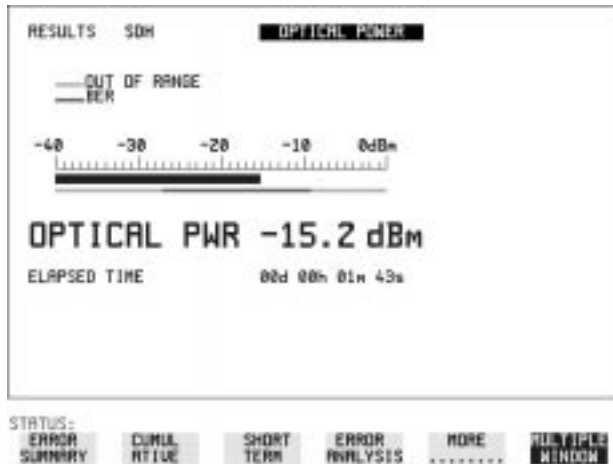 RESULTS SDH OPTICAL POWER
OUT OF RANGE
BER
-40 -30 -20 -10 0dBm
OPTICAL PWR -15.2 dBm
ELAPSED TIME 00d 00h 01m 43s
STATUS:
ERROR SUMMARY
CUMUL ATIVE
SHORT TERM
ERROR ANALYSIS
MORE ........
MULTIPLE WINDOW